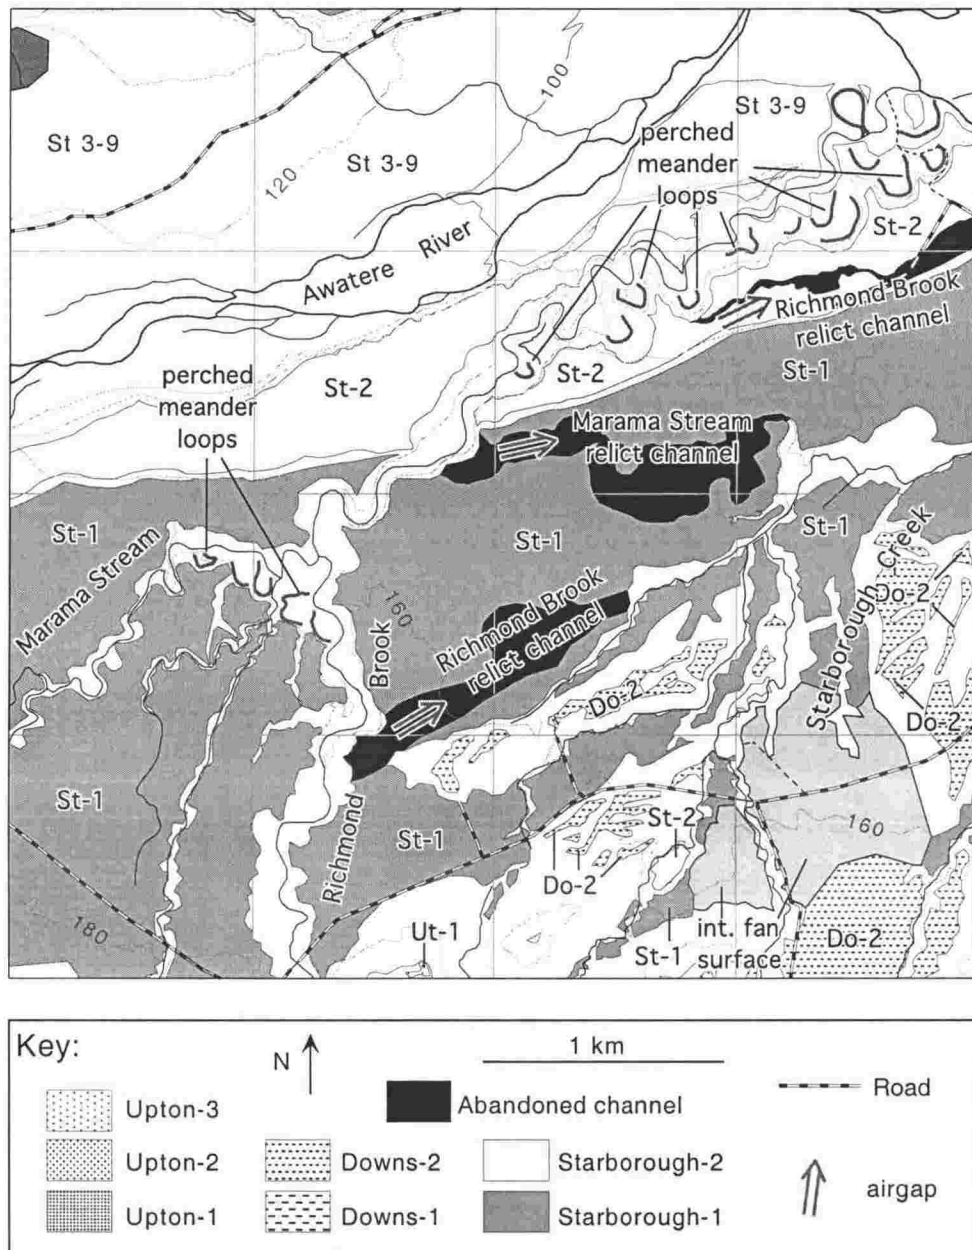 St 3-9
St 3-9
St 3-9
100
120
perched
meander
loops
St-2
Awatere River
Richmond Brook
relict channel
St-1
perched
meander
loops
St-2
St-2
Marama Stream
relict channel
St-1
St-1
St-1
Marama Stream
Creek
Do-2
160
Brook
Richmond Brook
relict channel
Do-2
Starborough
Do-2
St-1
St-1
Richmond
St-2
160
Do-2
Ut-1
180
St-1
int. fan
surface
Do-2
Key:
N
1 km
Road
Upton-3
Abandoned channel
Upton-2
Downs-2
Starborough-2
airgap
Upton-1
Downs-1
Starborough-1